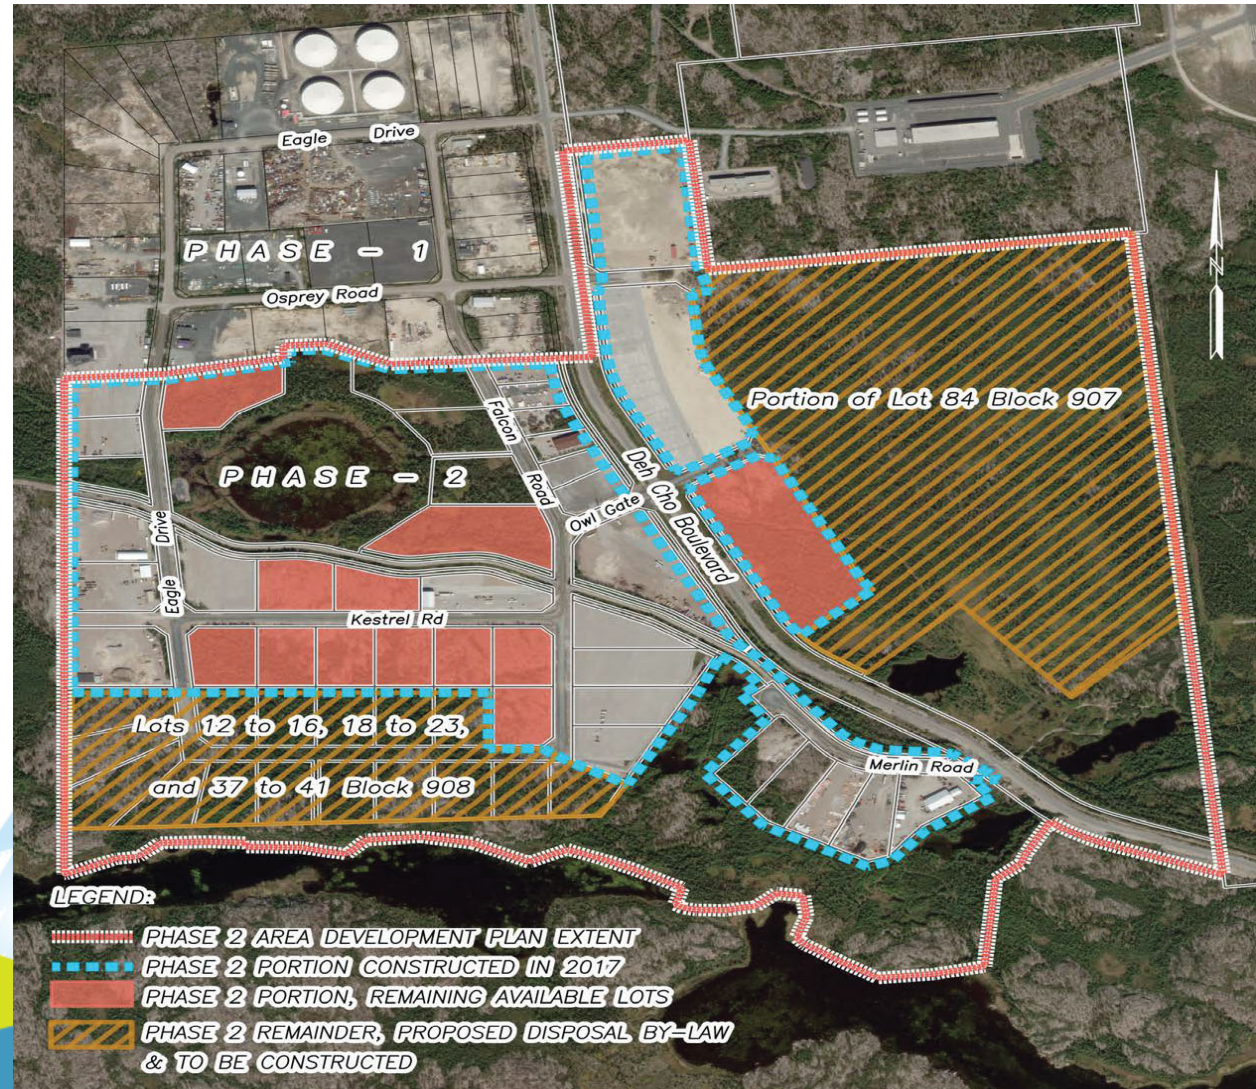 Eagle Drive
PHASE - 1
Osprey Road
Portion of Lot 84 Block 907
Falcon Road
PHASE - 2
Deh Cho Boulevard
Owl Gate
Eagle Drive
Kestrel Rd
Lots 12 to 16, 18 to 23,
and 37 to 41 Block 908
Merlin Road
N
LEGEND:
PHASE 2 AREA DEVELOPMENT PLAN EXTENT
PHASE 2 PORTION CONSTRUCTED IN 2017
PHASE 2 PORTION, REMAINING AVAILABLE LOTS
PHASE 2 REMAINDER, PROPOSED DISPOSAL BY-LAW
& TO BE CONSTRUCTED